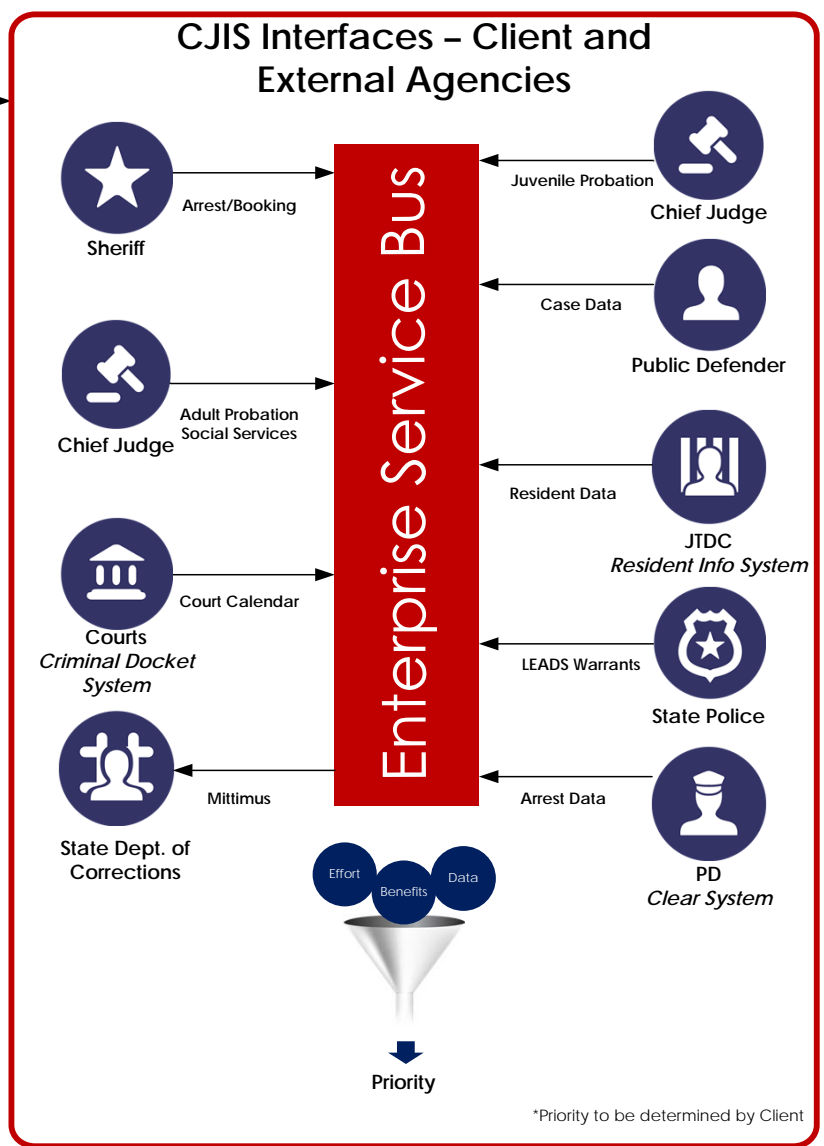 CJIS Interfaces – Client and
External Agencies
Arrest/Booking
Sheriff
Adult Probation
Social Services
Chief Judge
Court Calendar
Courts
Criminal Docket
System
Mittimus
State Dept. of
Corrections
Enterprise Service Bus
Juvenile Probation
Chief Judge
Case Data
Public Defender
Resident Data
JTDC
Resident Info System
LEADS Warrants
State Police
Arrest Data
PD
Clear System
Effort
Benefits
Data
Priority
*Priority to be determined by Client